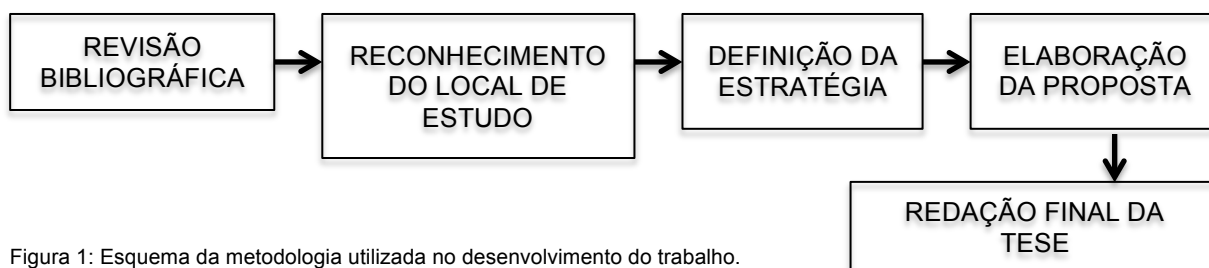 REVISÃO
BIBLIOGRÁFICA
RECONHECIMENTO
DO LOCAL DE
ESTUDO
DEFINIÇÃO DA
ESTRATÉGIA
ELABORAÇÃO
DA PROPOSTA
REDAÇÃO FINAL DA
TESE
Figura 1: Esquema da metodologia utilizada no desenvolvimento do trabalho.